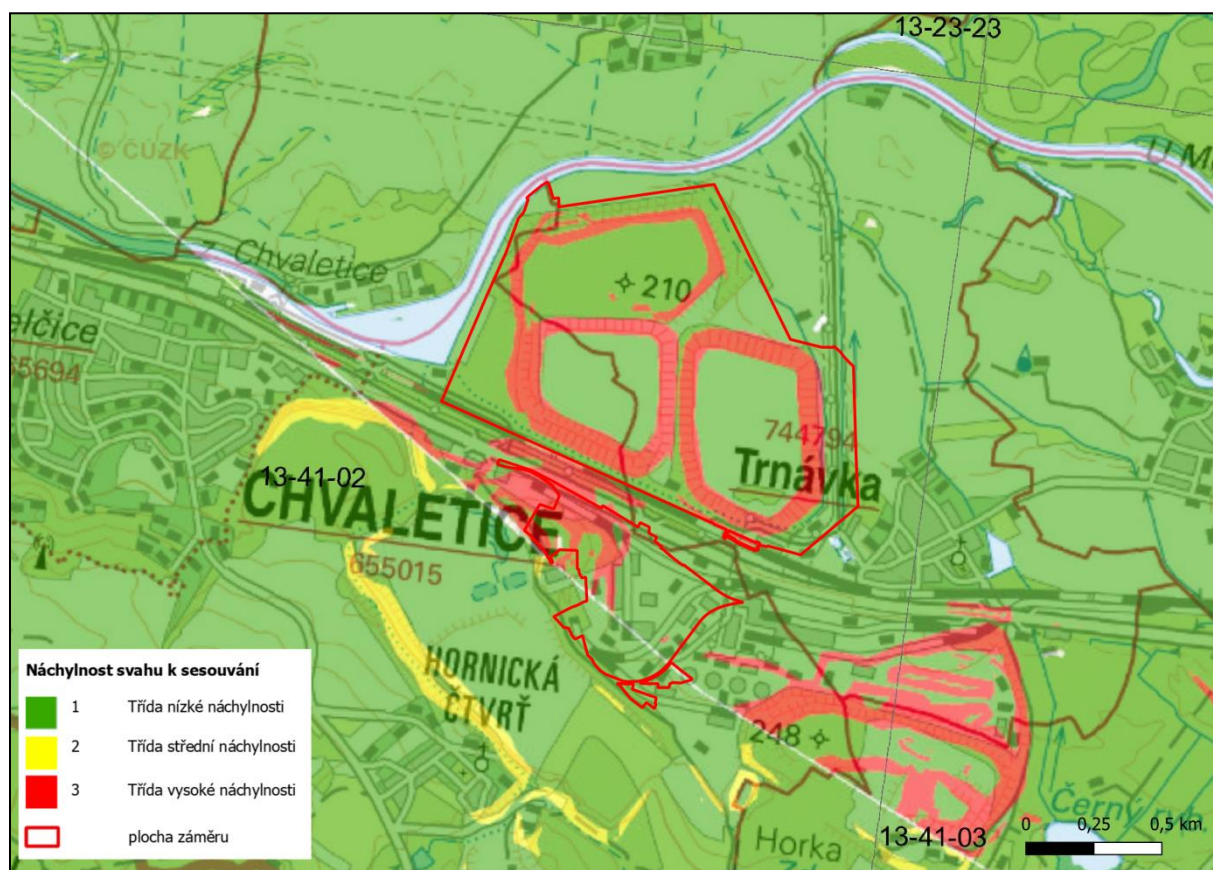 13-23-23
© ČÚZK
Chvaletice
210
65694
744794
Trnávka
13-41-02
CHVALETICE
655015
HORNICKÁ
ČTVRŤ
248
Černý
Horka
13-41-03
0 0,25 0,5 km
Náchylnost svahu k sesouvání
1 Třída nízké náchylnosti
2 Třída střední náchylnosti
3 Třída vysoké náchylnosti
plocha záměru